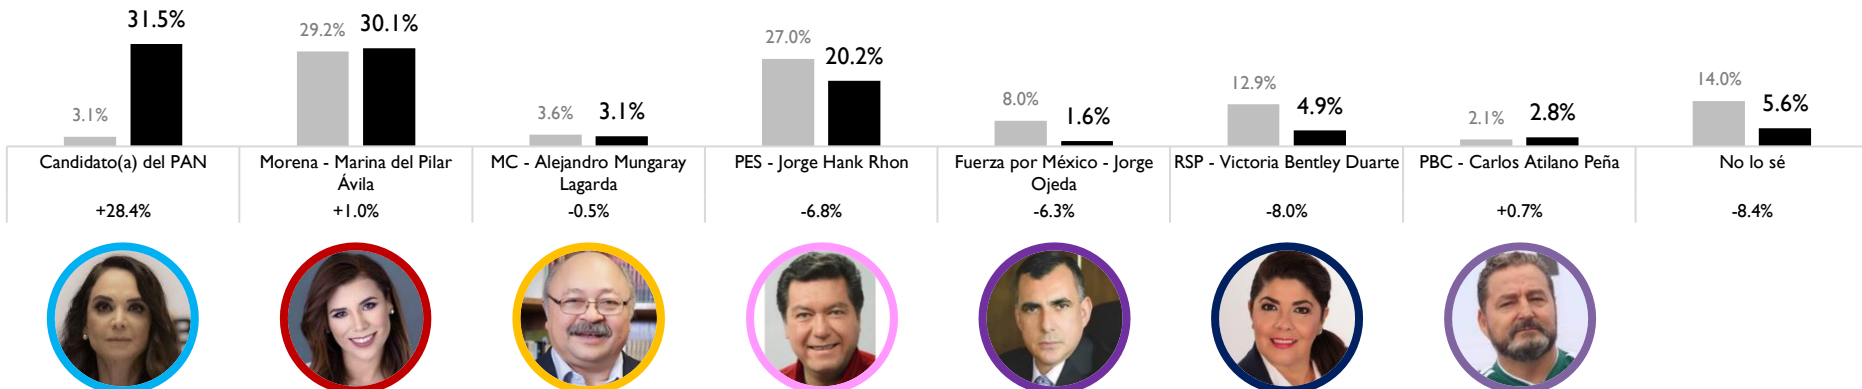 3.1% 31.5%
29.2% 30.1%
3.6% 3.1%
27.0% 20.2%
8.0% 1.6%
12.9% 4.9%
2.1% 2.8%
14.0% 5.6%
Candidato(a) del PAN
+28.4%
Morena - Marina del Pilar
Ávila
+1.0%
MC - Alejandro Mungaray
Lagarda
-0.5%
PES - Jorge Hank Rhon
-6.8%
Fuerza por México - Jorge
Ojeda
-6.3%
RSP - Victoria Bentley Duarte
-8.0%
PBC - Carlos Atilano Peña
+0.7%
No lo sé
-8.4%